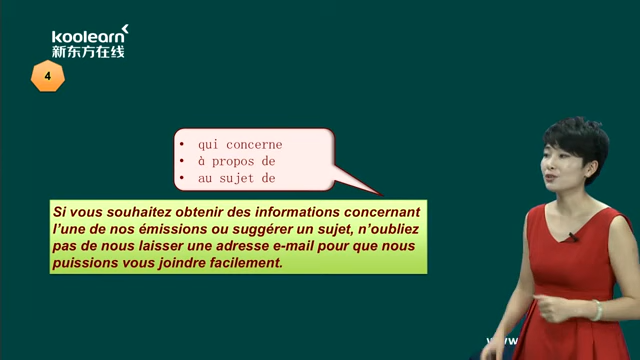 koolearn
新东方在线
4
• qui concerne
• à propos de
• au sujet de
Si vous souhaitez obtenir des informations concernant
l'une de nos émissions ou suggérer un sujet, n'oubliez
pas de nous laisser une adresse e-mail pour que nous
puissions vous joindre facilement.
www.